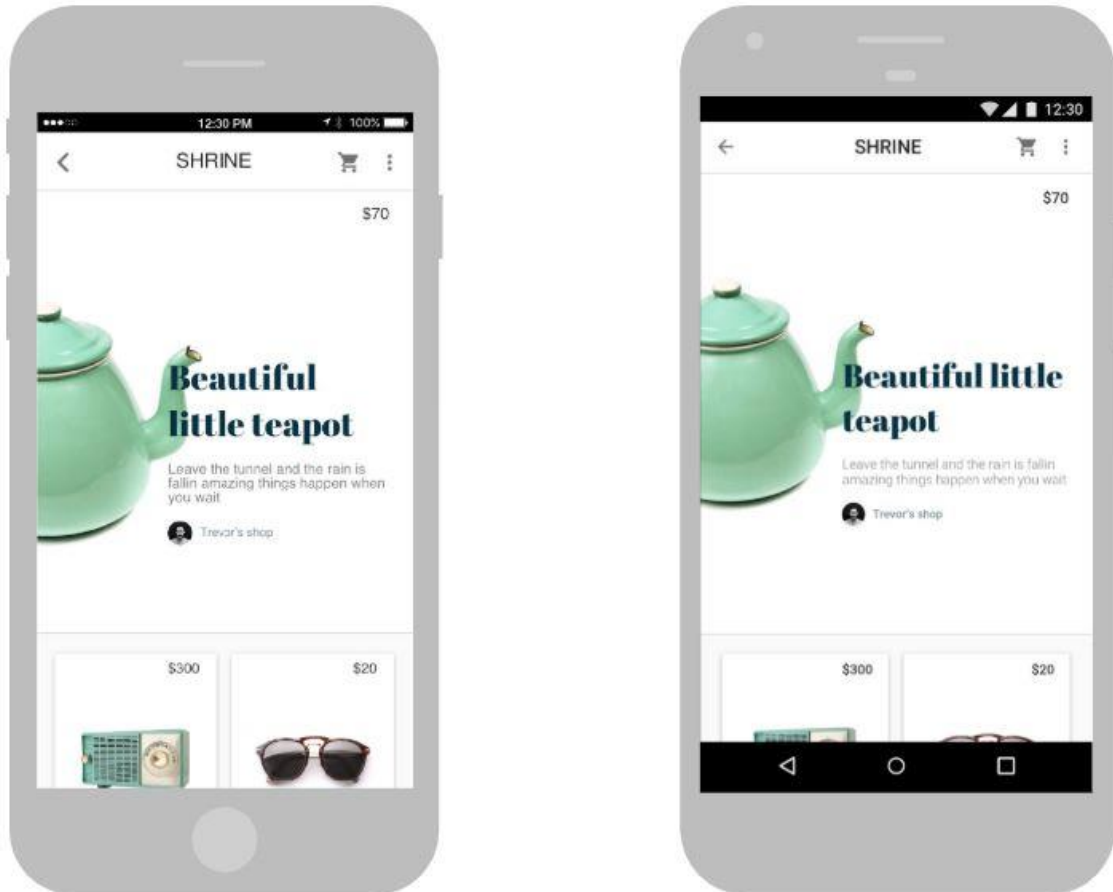 12:30 PM
100%
SHRINE
$70
Beautiful
little teapot
Leave the tunnel and the rain is
fallin amazing things happen when
you wait
Trevor's shop
$300
$20
12:30
SHRINE
$70
Beautiful little
teapot
Leave the tunnel and the rain is fallin
amazing things happen when you wait
Trevor's shop
$300
$20